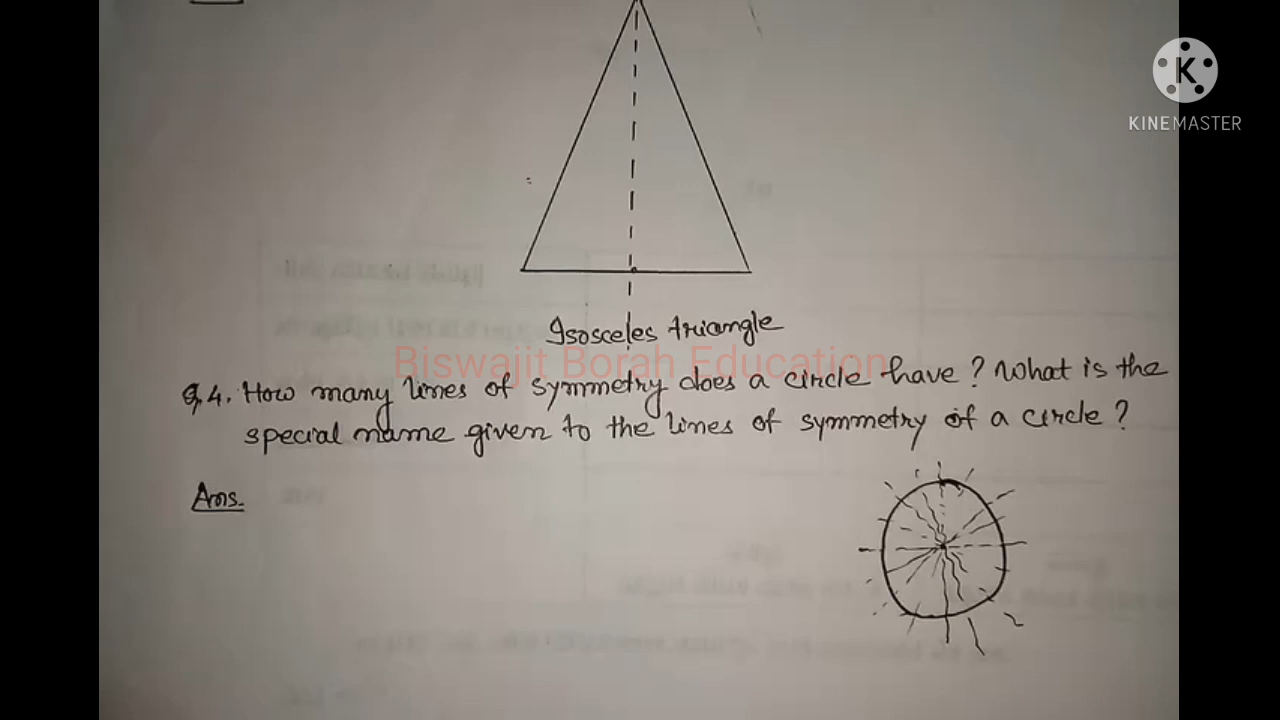 KINEMASTER
Isosceles triangle
Biswajit Borah Education
Q4. How many lines of symmetry does a circle have? What is the
special name given to the lines of symmetry of a circle?
Ans.